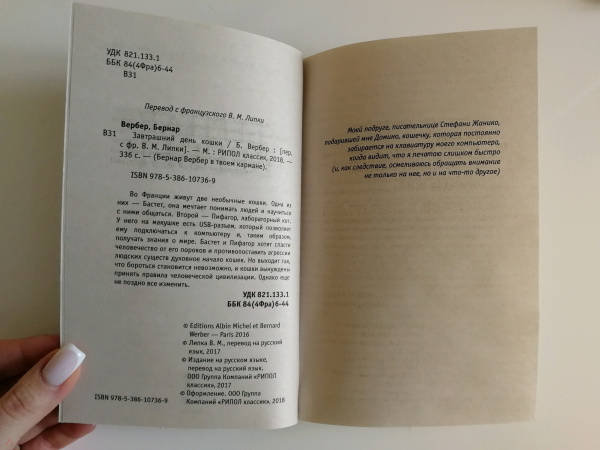 УДК 821.133.1
ББК 84(4Фра)6-44
В31
Перевод с французского В. М. Липки
Вербер, Бернар
В31 Завтрашний день кошки / Б. Вербер ; [пер.
с фр. В. М. Липки]. — М. : РИПОЛ классик, 2018. —
336 с. — (Бернар Вербер в твоем кармане).
ISBN 978-5-386-10736-9
Во Франции живут две необычные кошки. Одна из
них — Бастет, она мечтает понимать людей и научиться
с ними общаться. Второй — Пифагор, лабораторный кот.
У него на макушке есть USB-разъем, который позволяет
ему подключаться к компьютеру и, таким образом,
получать знания о мире. Бастет и Пифагор хотят спасти
человечество от его пороков и противопоставить агрессии
людских существ духовное начало кошек. Но выходит так,
что бороться становится невозможно, и кошки вынуждены
принять правила человеческой цивилизации. Однако еще
не поздно все изменить.
УДК 821.133.1
ББК 84(4Фра)6-44
© Editions Albin Michel et Bernard
Werber — Paris 2016
© Липка В. М., перевод на русский
язык, 2017
© Издание на русском языке,
перевод на русский язык,
ООО Группа Компаний «РИПОЛ
классик», 2017
© Оформление. ООО Группа
Компаний «РИПОЛ классик», 2018
ISBN 978-5-386-10736-9
Моей подруге, писательнице Стефани Жанико,
подарившей мне Домино, кошечку, которая постоянно
забирается на клавиатуру моего компьютера,
когда видит, что я печатаю слишком быстро
(и, как следствие, осмеливаюсь обращать внимание
не только на нее, но и на что-то другое)